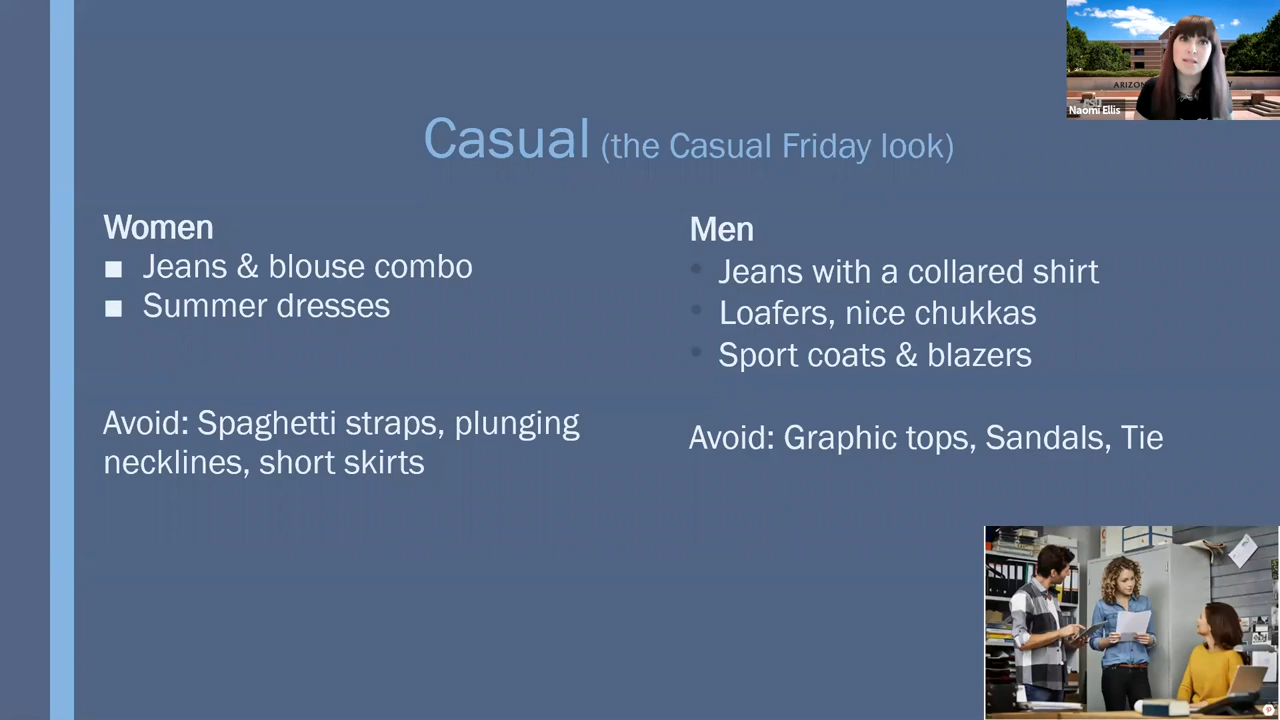 Casual (the Casual Friday look)
Women
■ Jeans & blouse combo
■ Summer dresses
Avoid: Spaghetti straps, plunging
necklines, short skirts
Men
• Jeans with a collared shirt
• Loafers, nice chukkas
• Sport coats & blazers
Avoid: Graphic tops, Sandals, Tie
Naomi Ellis